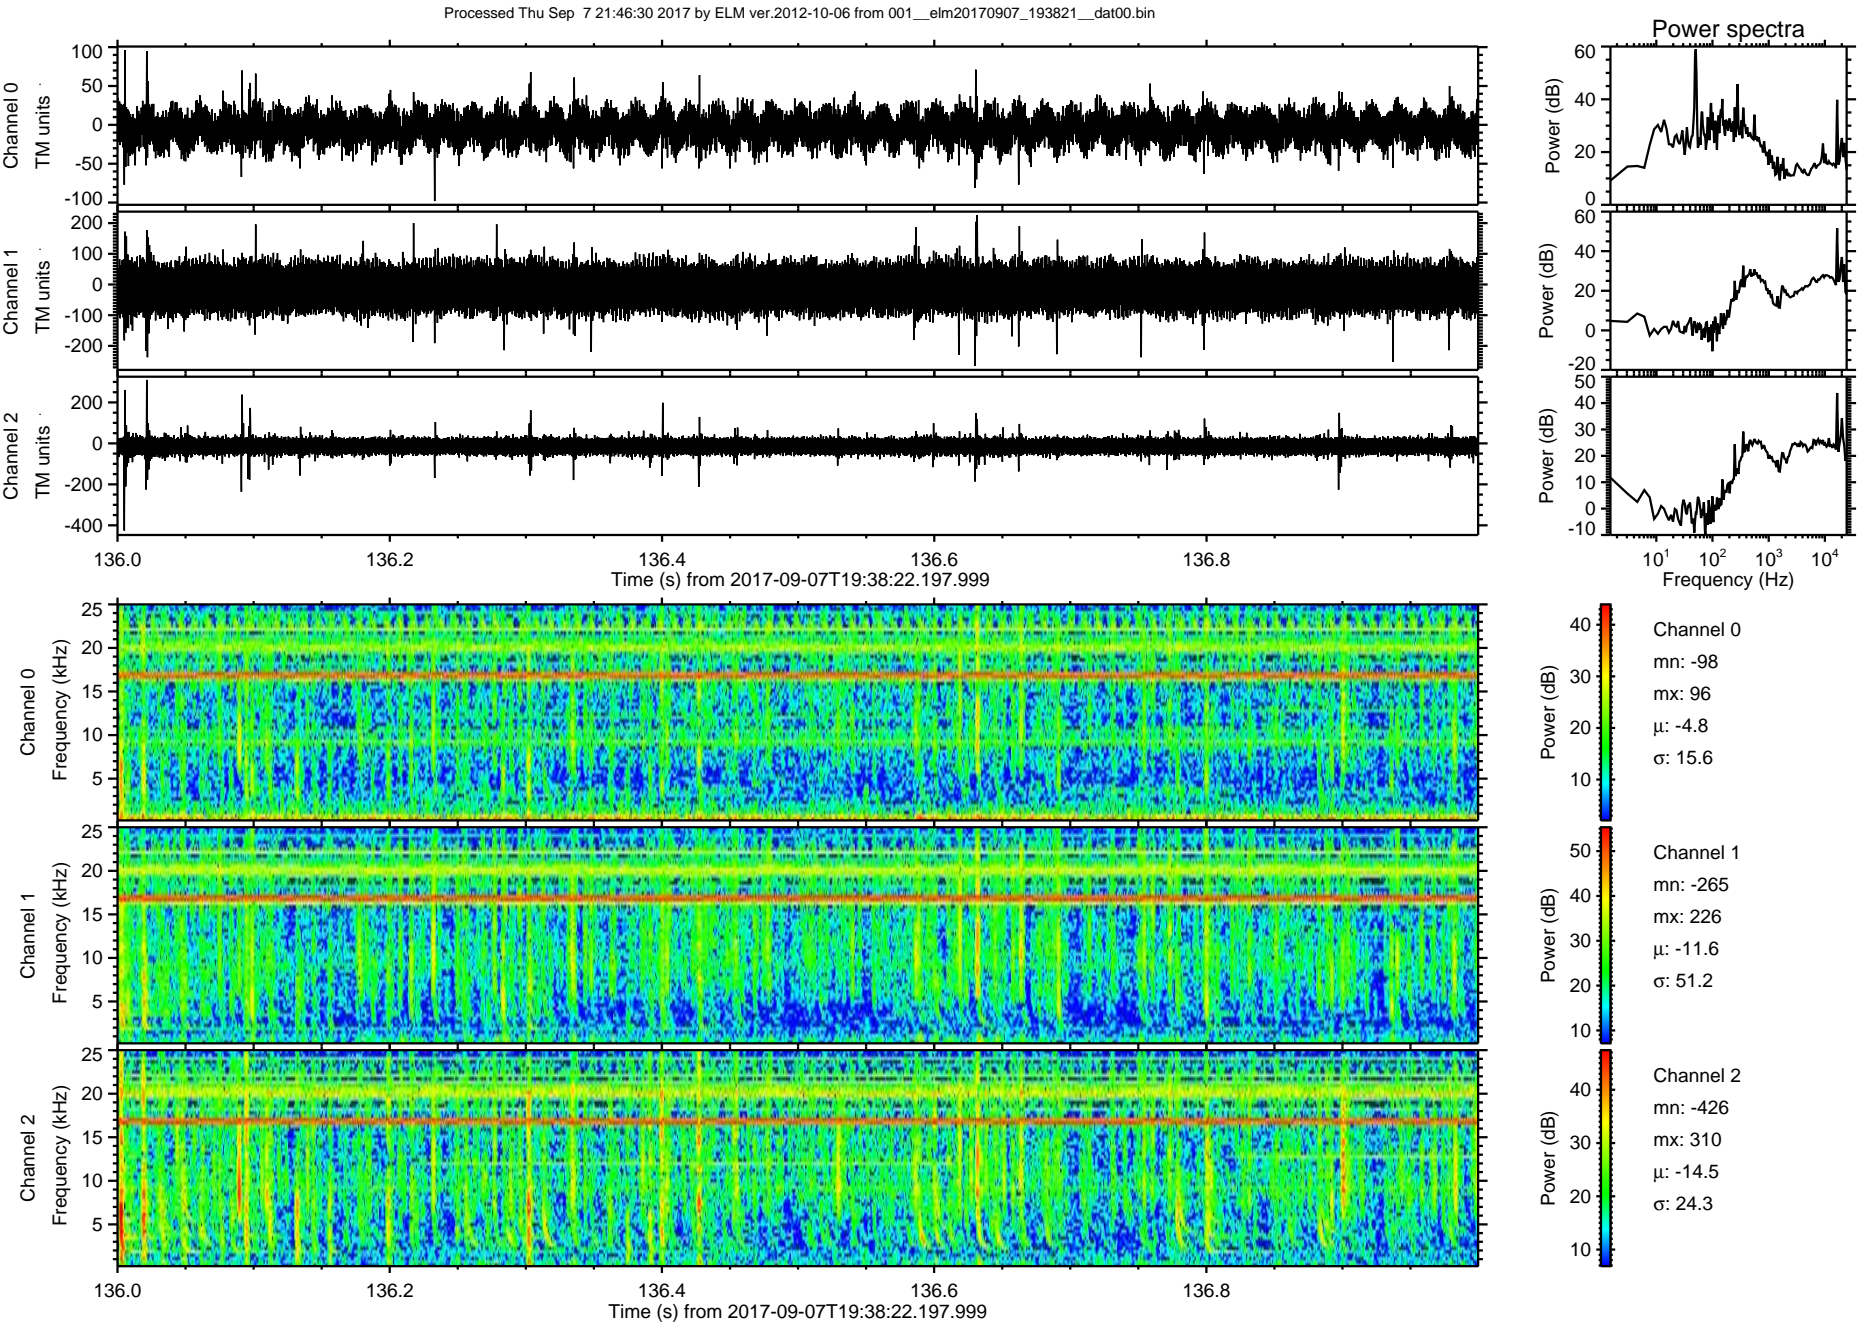 Processed Thu Sep  7 21:46:30 2017 by ELM ver.2012-10-06 from 001__elm20170907_193821__dat00.bin
Power spectra
Channel 0
TM units
100
50
0
-50
-100
Power (dB)
60
40
20
0
Channel 1
TM units
200
100
0
-100
-200
Power (dB)
60
40
20
0
-20
Channel 2
TM units
200
0
-200
-400
Power (dB)
50
40
30
20
10
0
-10
136.0 136.2 136.4 136.6 136.8
Time (s) from 2017-09-07T19:38:22.197.999
10^1 10^2 10^3 10^4
Frequency (Hz)
Channel 0
Frequency (kHz)
25
20
15
10
5
Power (dB)
40
30
20
10
Channel 0
mn: -98
mx: 96
μ: -4.8
σ: 15.6
Channel 1
Frequency (kHz)
25
20
15
10
5
Power (dB)
50
40
30
20
10
Channel 1
mn: -265
mx: 226
μ: -11.6
σ: 51.2
Channel 2
Frequency (kHz)
25
20
15
10
5
Power (dB)
40
30
20
10
Channel 2
mn: -426
mx: 310
μ: -14.5
σ: 24.3
136.0 136.2 136.4 136.6 136.8
Time (s) from 2017-09-07T19:38:22.197.999